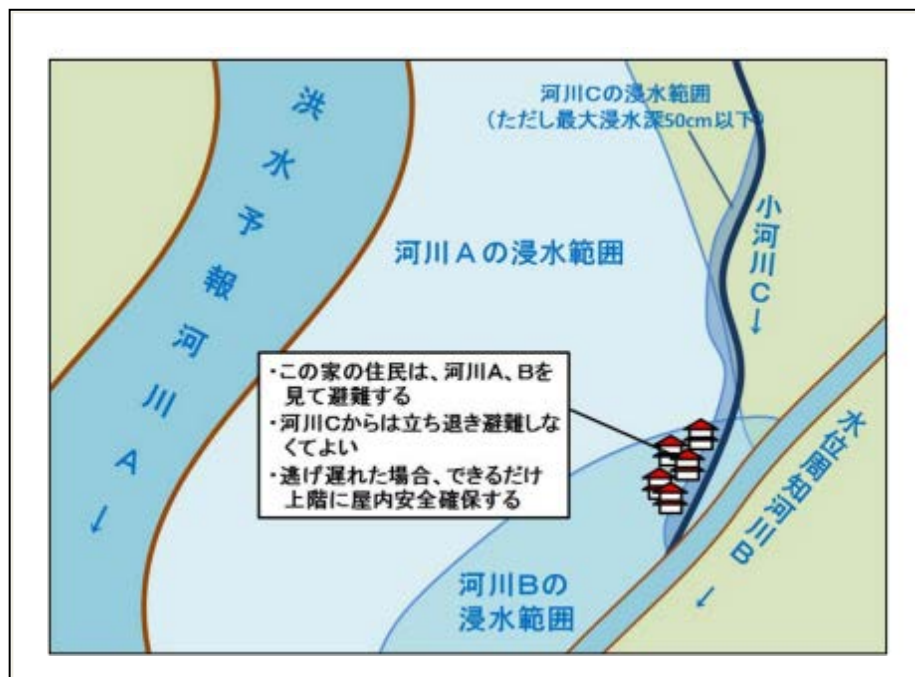 洪水予報河川A↓
河川Cの浸水範囲
(ただし最大浸水深50cm以下)
小河川C↓
河川Aの浸水範囲
・この家の住民は、河川A、Bを
見て避難する
・河川Cからは立ち退き避難しな
くてよい
・逃げ遅れた場合、できるだけ
上階に屋内安全確保する
水位周知河川B↓
河川Bの
浸水範囲